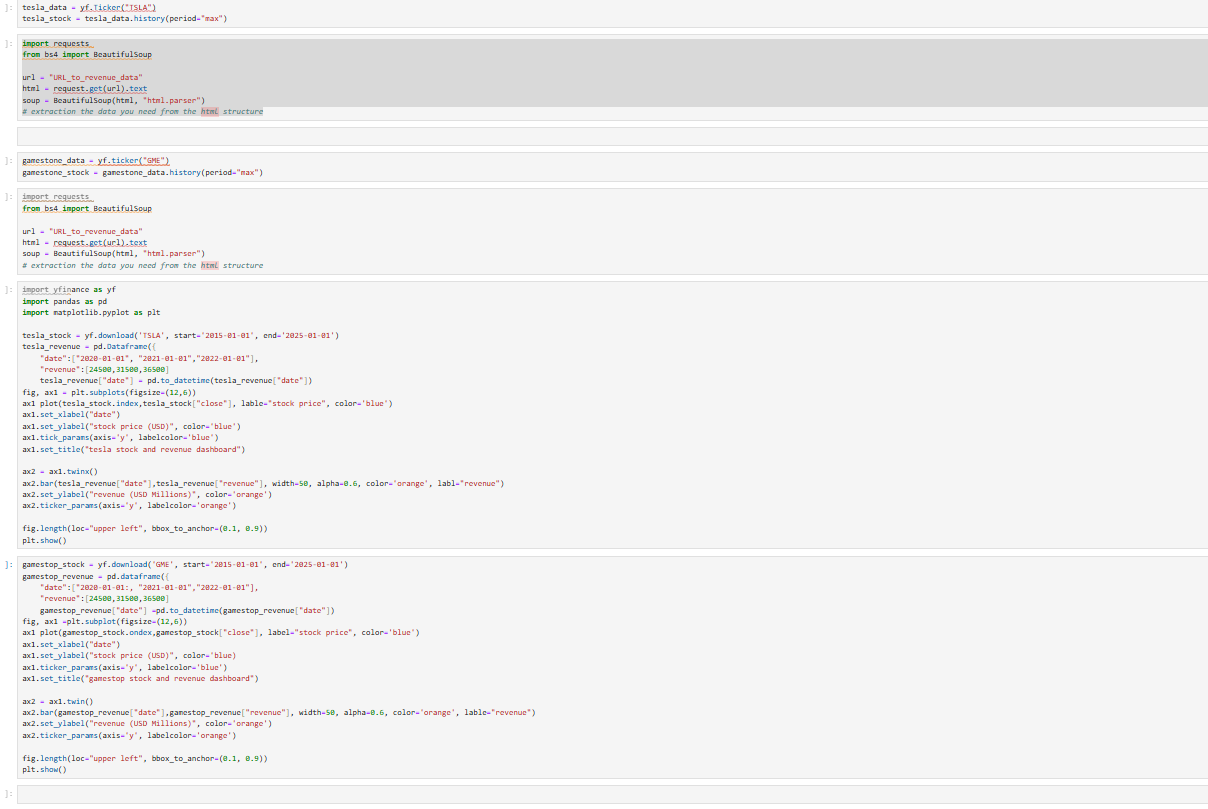 ]: tesla_data = yf.Ticker("TSLA")
tesla_stock = tesla_data.history(period="max")
]: import requests
from bs4 import BeautifulSoup
url = "URL_to_revenue_data"
html = request.get(url).text
soup = BeautifulSoup(html, "html.parser")
# extraction the data you need from the html structure
]: gamestone_data = yf.ticker("GME")
gamestone_stock = gamestone_data.history(period="max")
]: import requests
from bs4 import BeautifulSoup
url = "URL_to_revenue_data"
html = request.get(url).text
soup = BeautifulSoup(html, "html.parser")
# extraction the data you need from the html structure
]: import yfinance as yf
import pandas as pd
import matplotlib.pyplot as plt
tesla_stock = yf.download('TSLA', start='2015-01-01', end='2025-01-01')
tesla_revenue = pd.Dataframe({
"date":["2020-01-01", "2021-01-01","2022-01-01"],
"revenue":[24500,31500,36500]
tesla_revenue["date"] = pd.to_datetime(tesla_revenue["date"])
fig, ax1 = plt.subplots(figsize=(12,6))
ax1 plot(tesla_stock.index,tesla_stock["close"], lable="stock price", color='blue')
ax1.set_xlabel("date")
ax1.set_ylabel("stock price (USD)", color='blue')
ax1.tick_params(axis='y', labelcolor='blue')
ax1.set_title("tesla stock and revenue dashboard")
ax2 = ax1.twinx()
ax2.bar(tesla_revenue["date"],tesla_revenue["revenue"], width=50, alpha=0.6, color='orange', labl="revenue")
ax2.set_ylabel("revenue (USD Millions)", color='orange')
ax2.ticker_params(axis='y', labelcolor='orange')
fig.length(loc="upper left", bbox_to_anchor=(0.1, 0.9))
plt.show()
]: gamestop_stock = yf.download('GME', start='2015-01-01', end='2025-01-01')
gamestop_revenue = pd.dataframe({
"date":["2020-01-01:, "2021-01-01","2022-01-01"],
"revenue":[24500,31500,36500]
gamestop_revenue["date"] =pd.to_datetime(gamestop_revenue["date"])
fig, ax1 =plt.subplot(figsize=(12,6))
ax1 plot(gamestop_stock.ondex,gamestop_stock["close"], label="stock price", color='blue')
ax1.set_xlabel("date")
ax1.set_ylabel("stock price (USD)", color='blue)
ax1.ticker_params(axis='y', labelcolor='blue')
ax1.set_title("gamestop stock and revenue dashboard")
ax2 = ax1.twin()
ax2.bar(gamestop_revenue["date"],gamestop_revenue["revenue"], width=50, alpha=0.6, color='orange', lable="revenue")
ax2.set_ylabel("revenue (USD Millions)", color='orange')
ax2.ticker_params(axis='y', labelcolor='orange')
fig.length(loc="upper left", bbox_to_anchor=(0.1, 0.9))
plt.show()
]: